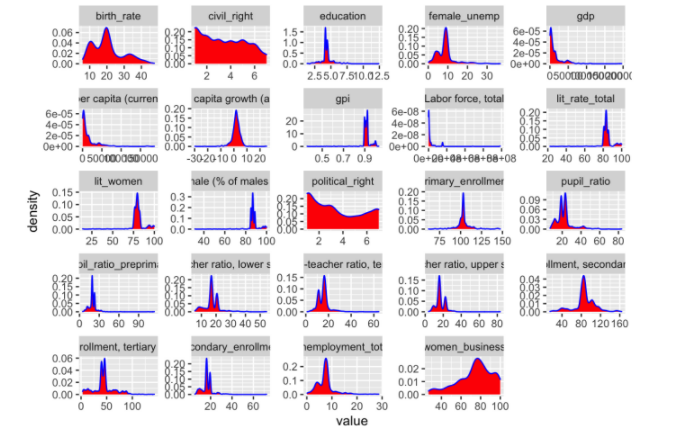 birth_rate civil_right education female_unemp gdp
0.06 0.04 0.02 0.00 0.20 0.15 0.10 0.05 0.00 1.5 1.0 0.5 0.0 0.20 0.15 0.10 0.05 0.00 6e-05 4e-05 2e-05 0e+00
10 20 30 40 2 4 6 2.5 5.0 7.5 10.0 12.5 0 10 20 30
er capita (curren capita growth (a gpi Labor force, total lit_rate_total
6e-05 4e-05 2e-05 0e+00 0.20 0.15 0.10 0.05 0.00 20 10 0 6e-08 4e-08 2e-08 0e+00 0.20 0.15 0.10 0.05 0.00
-30 -20 -10 0 10 20 0.5 0.7 0.9 20 40 60 80 100
lit_women nale (% of males political_right rimary_enrollmer pupil_ratio
0.15 0.10 0.05 0.00 0.3 0.2 0.1 0.0 0.20 0.15 0.10 0.05 0.00 0.20 0.15 0.10 0.05 0.00 0.09 0.06 0.03 0.00
25 50 75 100 40 60 80 100 2 4 6 75 100 125 150 20 40 60 80
density
pil_ratio_preprima cher ratio, lower s -teacher ratio, te her ratio, upper s llment, secondar
0.20 0.15 0.10 0.05 0.00 0.20 0.15 0.10 0.05 0.00 0.15 0.10 0.05 0.00 0.15 0.10 0.05 0.00 0.04 0.03 0.02 0.01 0.00
0 30 60 90 10 20 30 40 50 0 20 40 60 0 20 40 60 80 40 80 120 160
rollment, tertiary condary_enrollme nemployment_tot women_business
0.06 0.04 0.02 0.00 0.20 0.15 0.10 0.05 0.00 0.2 0.1 0.0 0.02 0.01 0.00
0 50 100 20 40 60 0 10 20 30 40 60 80 100
value